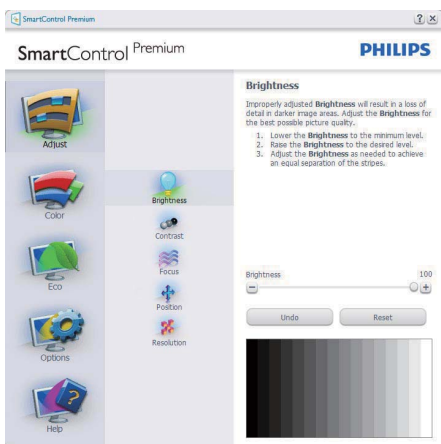 SmartControl Premium
? ×
SmartControl Premium
PHILIPS
Adjust
Color
Eco
Options
Help
Brightness
Contrast
Focus
Position
Resolution
Brightness
Improperly adjusted Brightness will result in a loss of
detail in darker image areas. Adjust the Brightness for
the best possible picture quality.
1. Lower the Brightness to the minimum level.
2. Raise the Brightness to the desired level.
3. Adjust the Brightness as needed to achieve
an equal separation of the stripes.
Brightness 100
Undo Reset